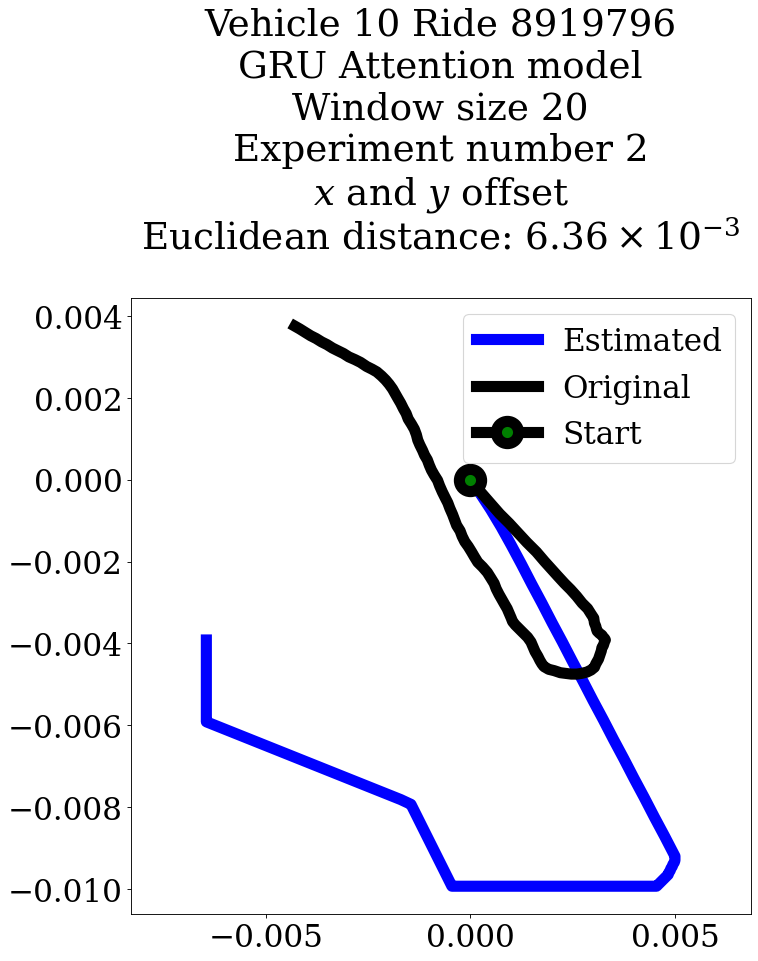 Vehicle 10 Ride 8919796
GRU Attention model
Window size 20
Experiment number 2
x and y offset
Euclidean distance: 6.36 × 10⁻³
Estimated
Original
Start
0.004
0.002
0.000
−0.002
−0.004
−0.006
−0.008
−0.010
−0.005 0.000 0.005